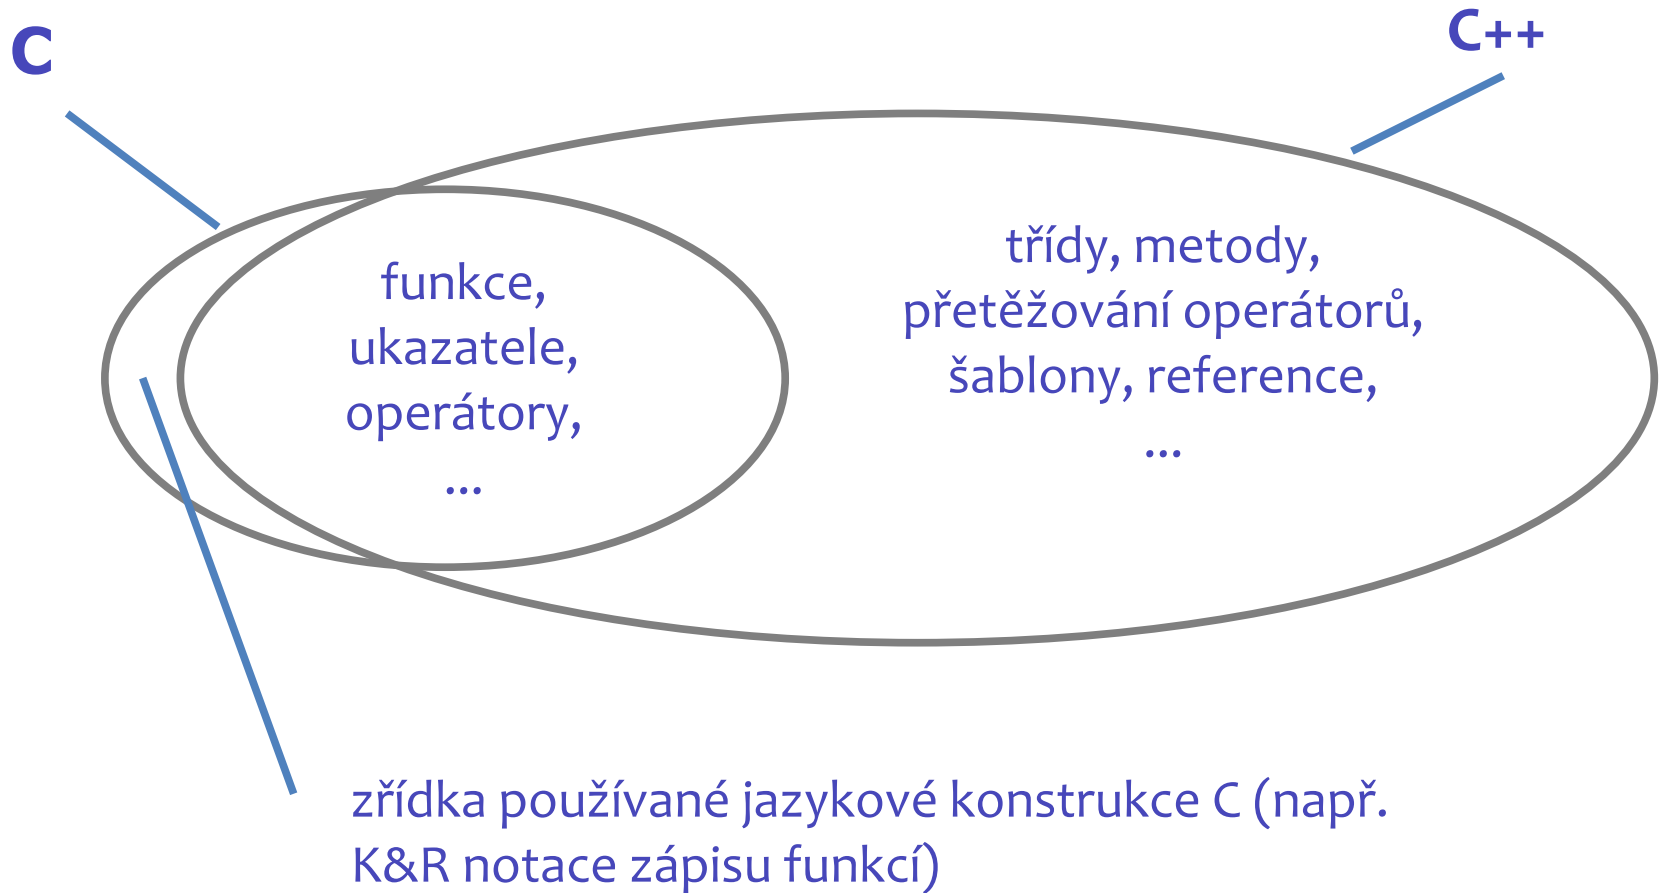 C
C++
funkce,
ukazatele,
operátory,
...
třídy, metody,
přetěžování operátorů,
šablony, reference,
...
zřídka používané jazykové konstrukce C (např.
K&R notace zápisu funkcí)